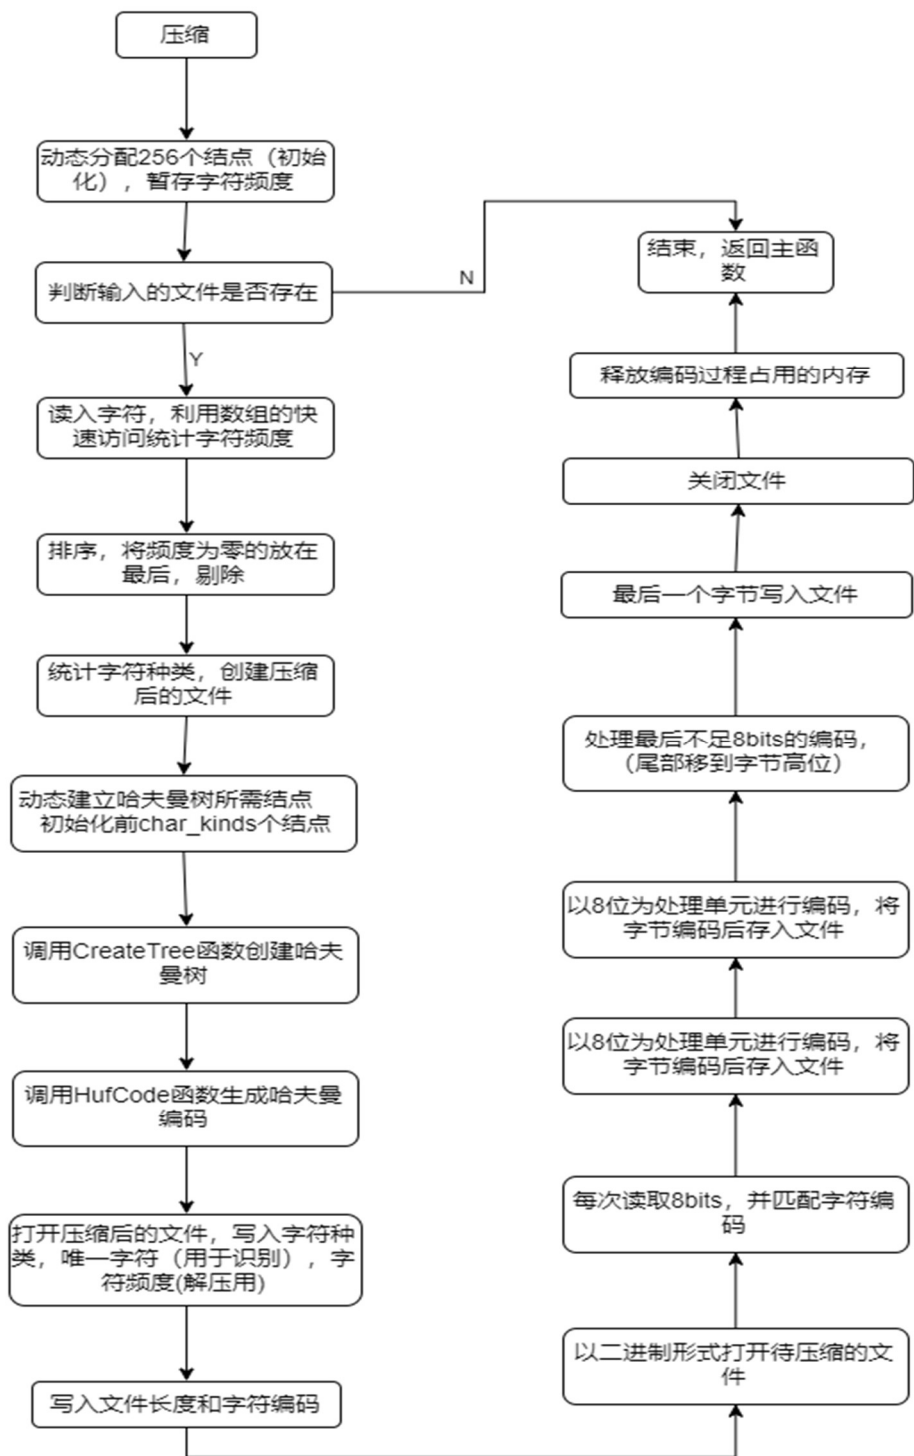 压缩
动态分配256个结点（初始
化），暂存字符频度
判断输入的文件是否存在
N
Y
读入字符，利用数组的快
速访问统计字符频度
排序，将频度为零的放在
最后，剔除
统计字符种类，创建压缩
后的文件
动态建立哈夫曼树所需结点
初始化前char_kinds个结点
调用CreateTree函数创建哈夫
曼树
调用HufCode函数生成哈夫曼
编码
打开压缩后的文件，写入字符种
类，唯一字符（用于识别），字
符频度(解压用)
写入文件长度和字符编码
以二进制形式打开待压缩的文
件
每次读取8bits，并匹配字符编
码
以8位为处理单元进行编码，将
字节编码后存入文件
以8位为处理单元进行编码，将
字节编码后存入文件
处理最后不足8bits的编码，
（尾部移到字节高位）
最后一个字节写入文件
关闭文件
释放编码过程占用的内存
结束，返回主函
数